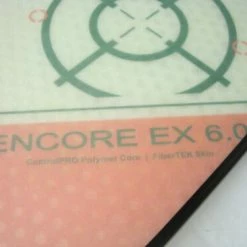 ENCORE EX 6.0
ControlPRO Polymer Core | FiberTEK Skin